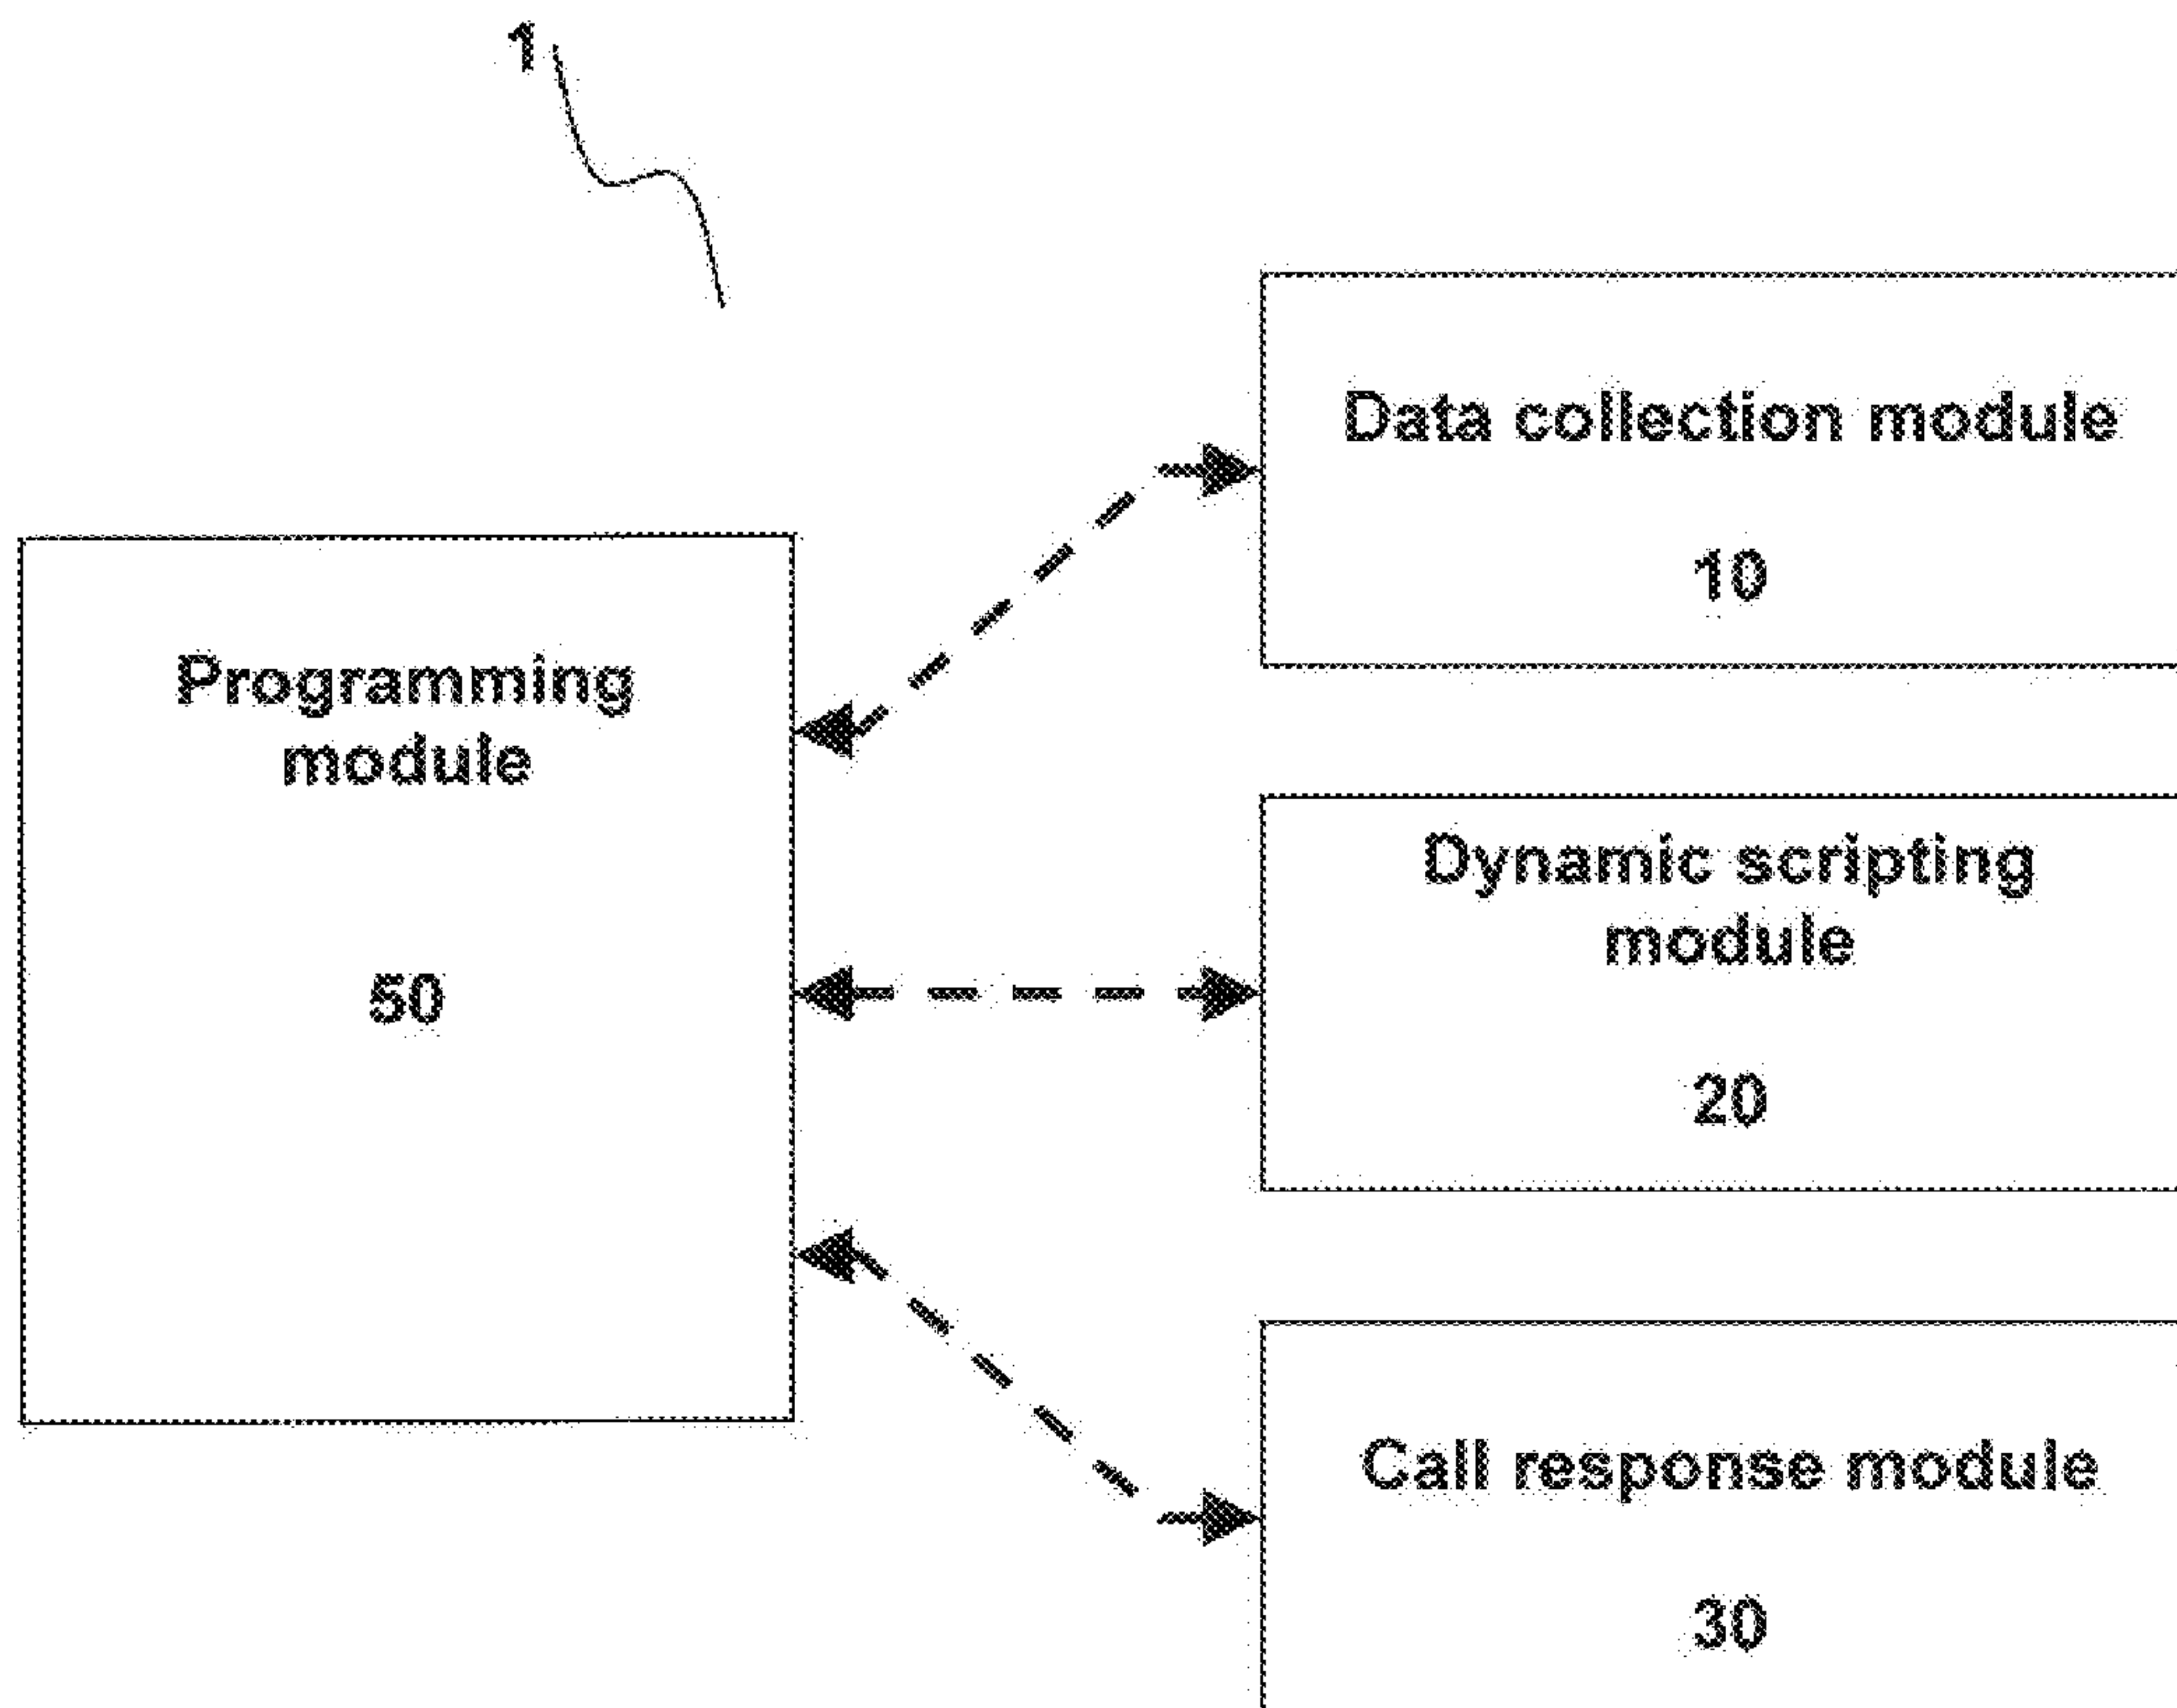 1
Data collection module
10
Programming
module
50
Dynamic scripting
module
20
Call response module
30